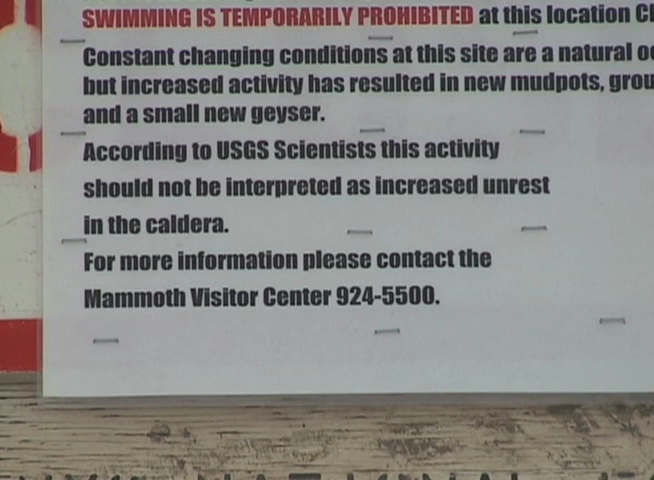 SWIMMING IS TEMPORARILY PROHIBITED at this location
Constant changing conditions at this site are a natural
but increased activity has resulted in new mudpots,
and a small new geyser.
According to USGS Scientists this activity
should not be interpreted as increased unrest
in the caldera.
For more information please contact the
Mammoth Visitor Center 924-5500.